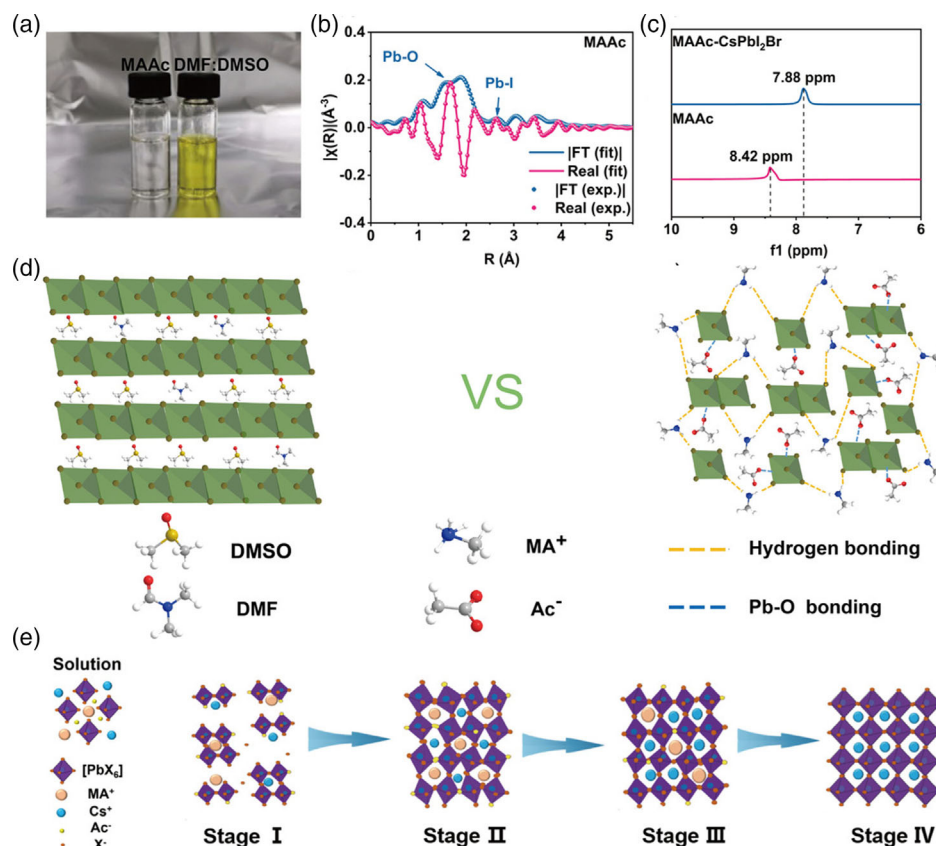 (a)
MAAc DMF:DMSO
(b)
MAAc
Pb-O
Pb-I
|χ(R)|(Å⁻³)
0.4
0.2
0.0
-0.2
-0.4
|FT (fit)|
Real (fit)
|FT (exp.)|
Real (exp.)
0 1 2 3 4 5
R (Å)
(c)
MAAc-CsPbI₂Br
7.88 ppm
MAAc
8.42 ppm
10 9 8 7 6
f1 (ppm)
(d)
VS
DMSO
DMF
MA⁺
Ac⁻
Hydrogen bonding
Pb-O bonding
(e)
Solution
[PbX₆]
MA⁺
Cs⁺
Ac⁻
X⁻
Stage I
Stage II
Stage III
Stage IV